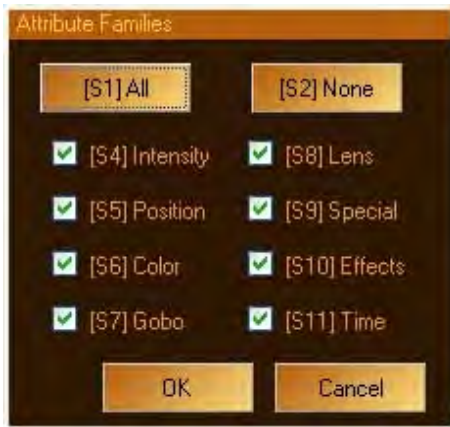 Attribute Families
[S1] All [S2] None
[S4] Intensity [S8] Lens
[S5] Position [S9] Special
[S6] Color [S10] Effects
[S7] Gobo [S11] Time
OK Cancel